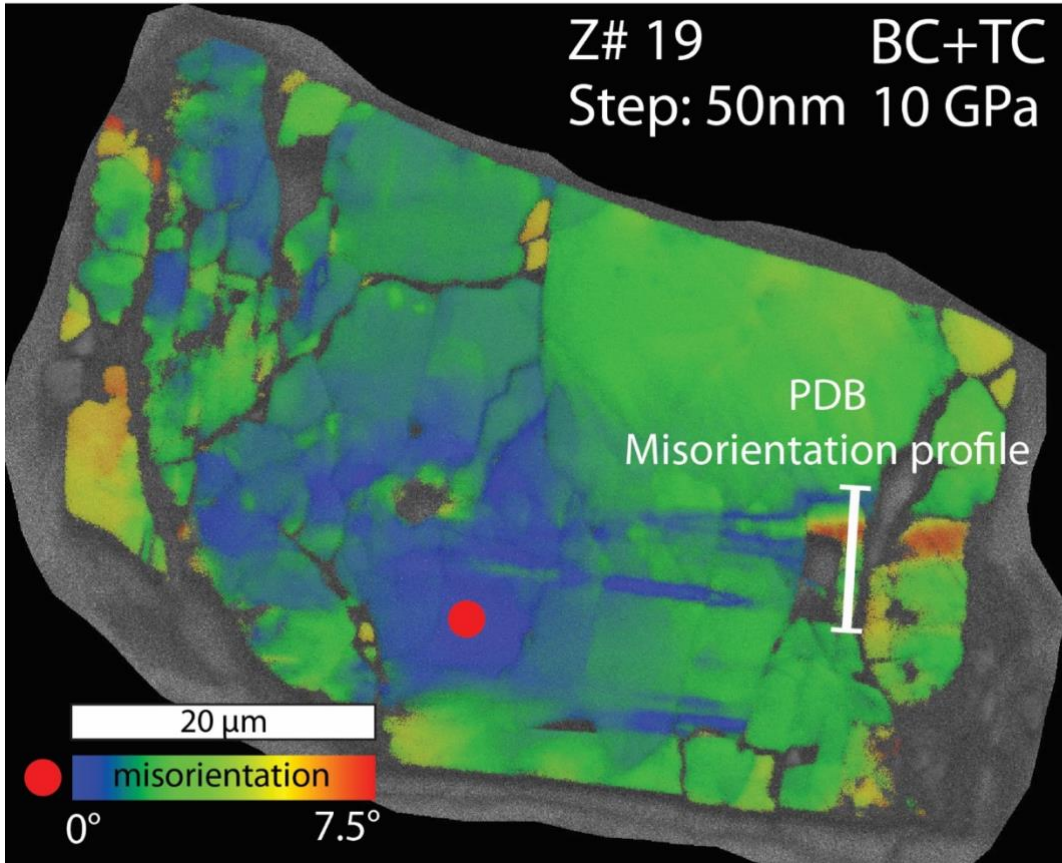 Z# 19
BC+TC
Step: 50nm
10 GPa
PDB
Misorientation profile
20 µm
misorientation
0°
7.5°